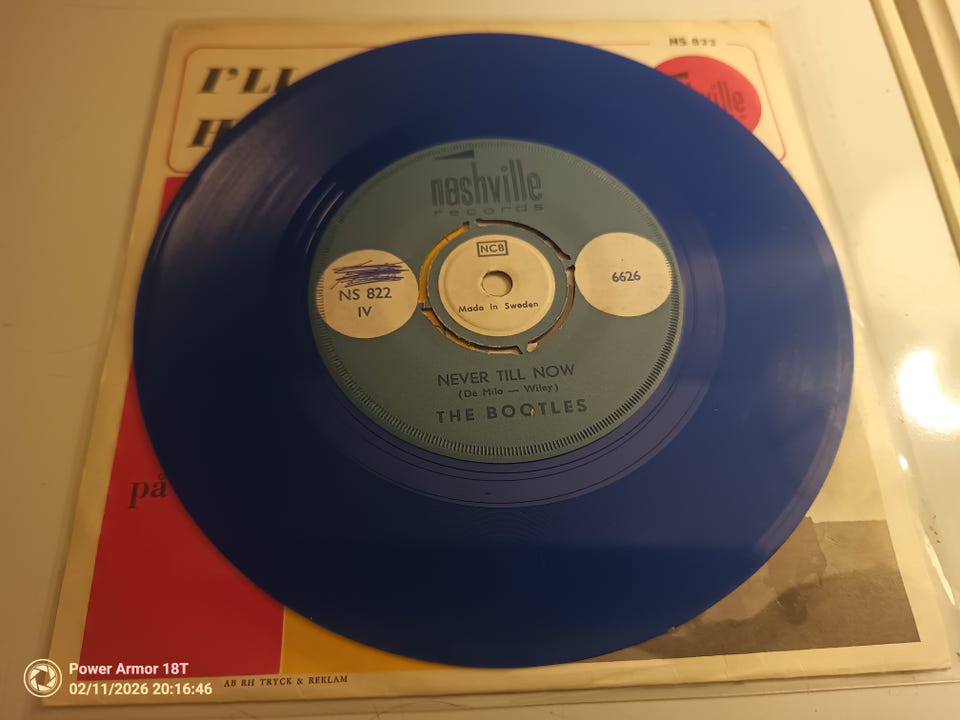 I'LL
NS 822
H
ville
nashville
records
NCB
NS 822
IV
6626
Made in Sweden
NEVER TILL NOW
(De Milo — Wiley)
THE BOOTLES
på
AB RH TRYCK & REKLAM
Power Armor 18T
02/11/2026 20:16:46